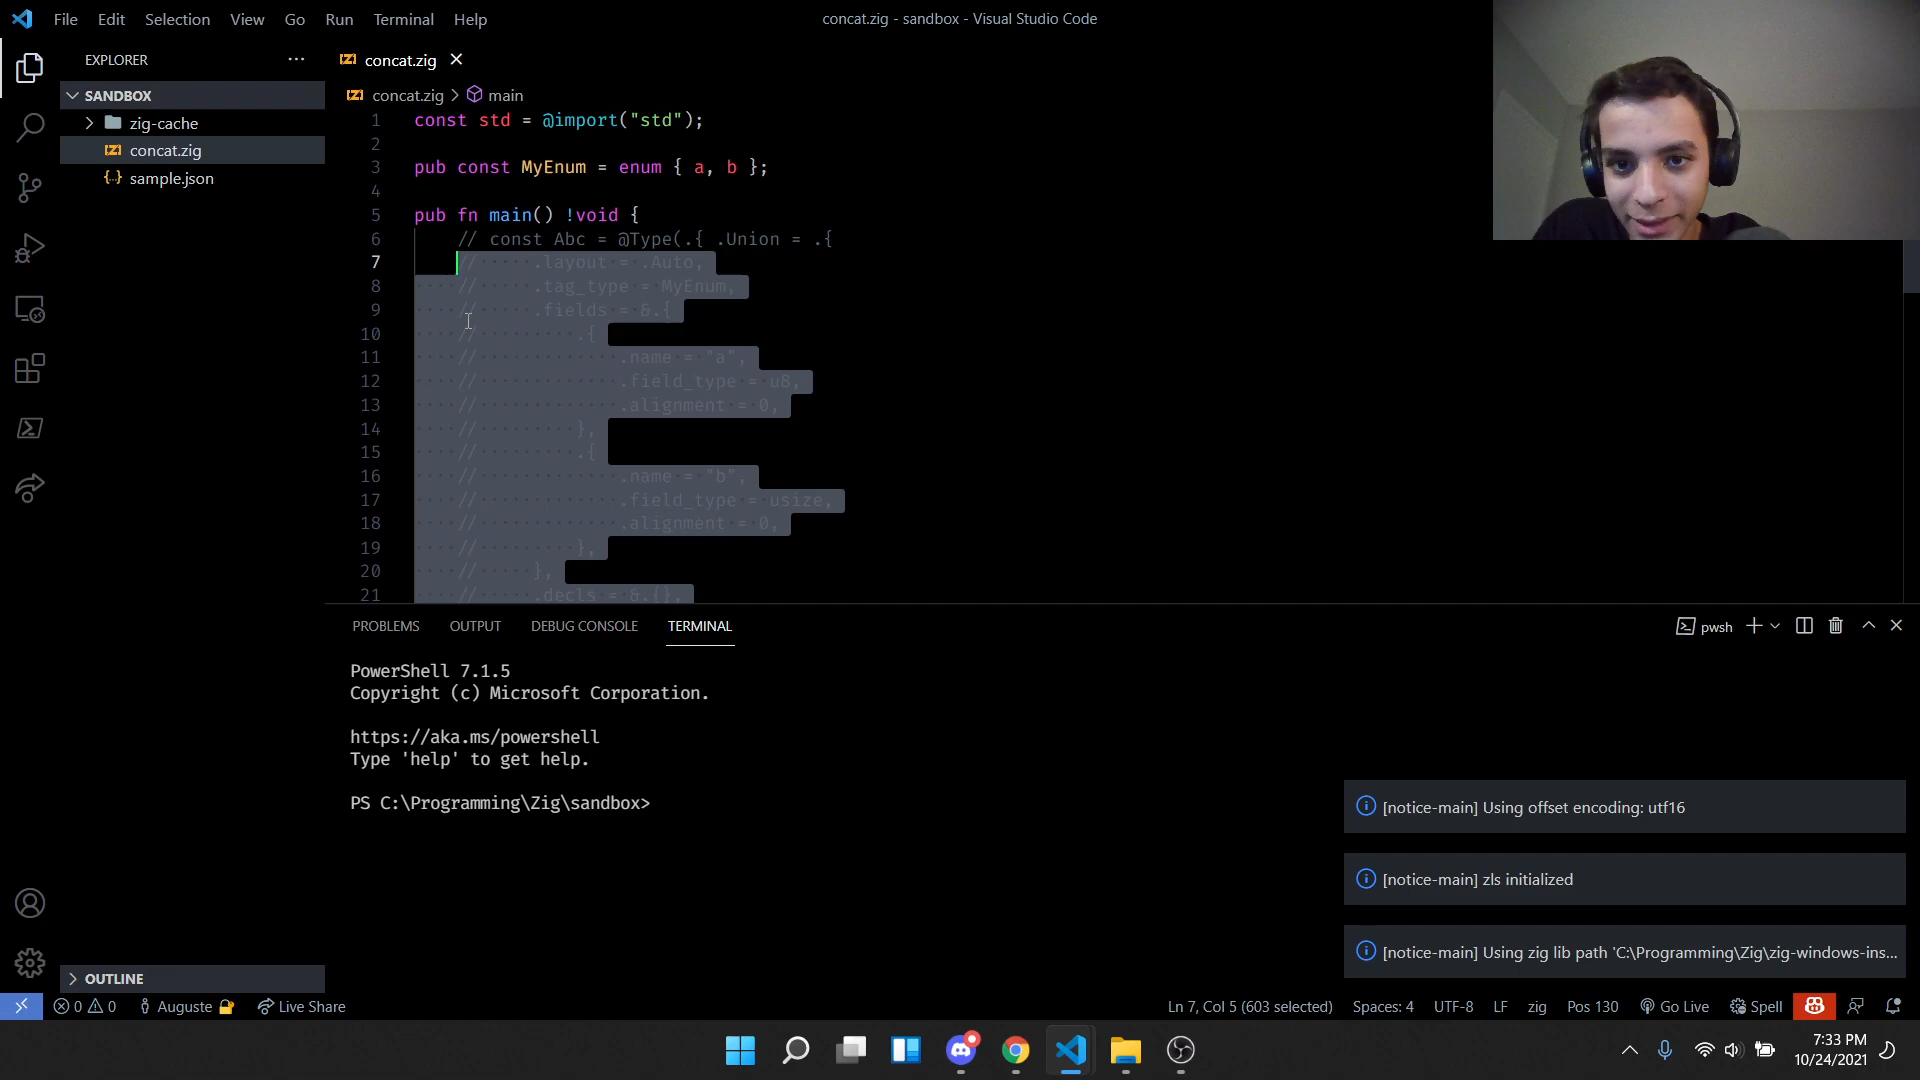 File Edit Selection View Go Run Terminal Help
concat.zig - sandbox - Visual Studio Code
EXPLORER
SANDBOX
zig-cache
concat.zig
sample.json
concat.zig
concat.zig > main
1 const std = @import("std");
2
3 pub const MyEnum = enum { a, b };
4
5 pub fn main() !void {
6 // const Abc = @Type(.{ .Union = .{
7 // .layout = .Auto,
8 // .tag_type = MyEnum,
9 // .fields = &.{
10 // .{
11 // .name = "a",
12 // .field_type = u8,
13 // .alignment = 0,
14 // },
15 // .{
16 // .name = "b",
17 // .field_type = usize,
18 // .alignment = 0,
19 // },
20 // },
21 // .decls = &.{},
PROBLEMS OUTPUT DEBUG CONSOLE TERMINAL
pwsh
PowerShell 7.1.5
Copyright (c) Microsoft Corporation.
https://aka.ms/powershell
Type 'help' to get help.
PS C:\Programming\Zig\sandbox>
[notice-main] Using offset encoding: utf16
[notice-main] zls initialized
[notice-main] Using zig lib path 'C:\Programming\Zig\zig-windows-ins...
OUTLINE
0 0 Auguste Live Share
Ln 7, Col 5 (603 selected) Spaces: 4 UTF-8 LF zig Pos 130 Go Live Spell
7:33 PM
10/24/2021